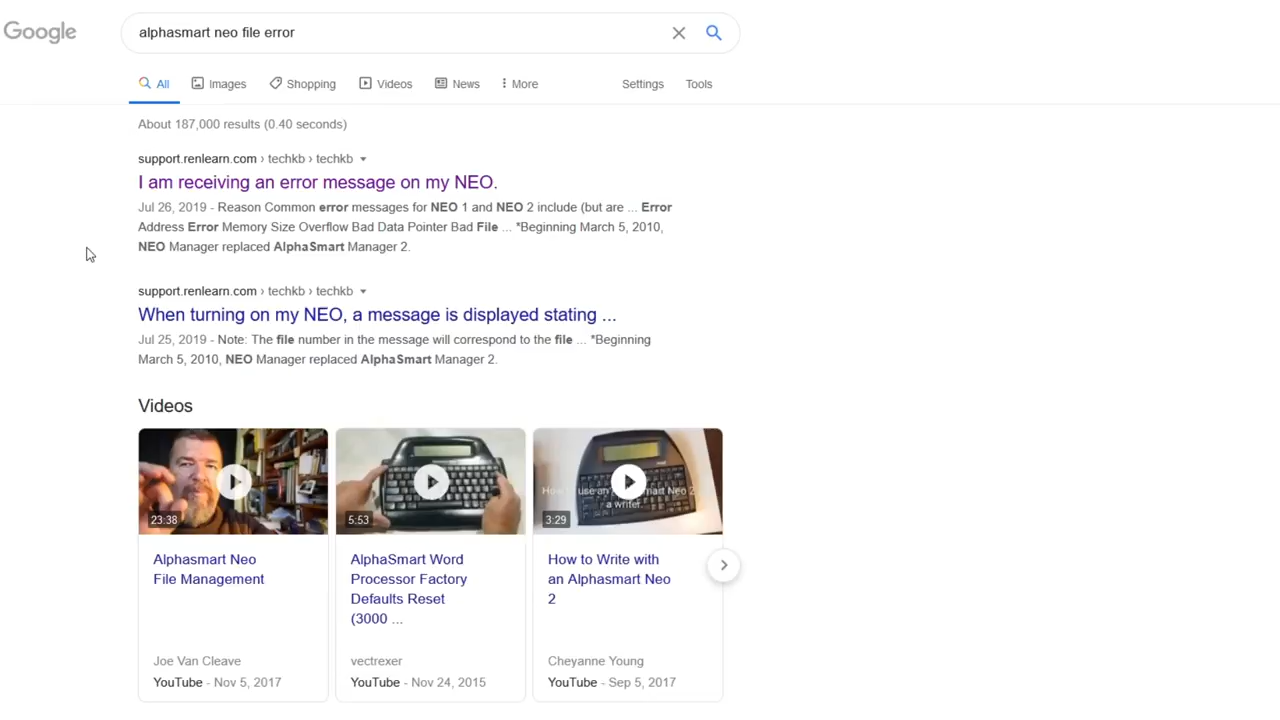 Google
alphasmart neo file error
All Images Shopping Videos News More Settings Tools
About 187,000 results (0.40 seconds)
support.renlearn.com › techkb › techkb
I am receiving an error message on my NEO.
Jul 26, 2019 - Reason Common error messages for NEO 1 and NEO 2 include (but are ... Error
Address Error Memory Size Overflow Bad Data Pointer Bad File ... *Beginning March 5, 2010,
NEO Manager replaced AlphaSmart Manager 2.
support.renlearn.com › techkb › techkb
When turning on my NEO, a message is displayed stating ...
Jul 25, 2019 - Note: The file number in the message will correspond to the file ... *Beginning
March 5, 2010, NEO Manager replaced AlphaSmart Manager 2.
Videos
23:38
Alphasmart Neo
File Management
Joe Van Cleave
YouTube - Nov 5, 2017
5:53
AlphaSmart Word
Processor Factory
Defaults Reset
(3000 ...
vectrexer
YouTube - Nov 24, 2015
a writer.
3:29
How to Write with
an Alphasmart Neo
2
Cheyanne Young
YouTube - Sep 5, 2017